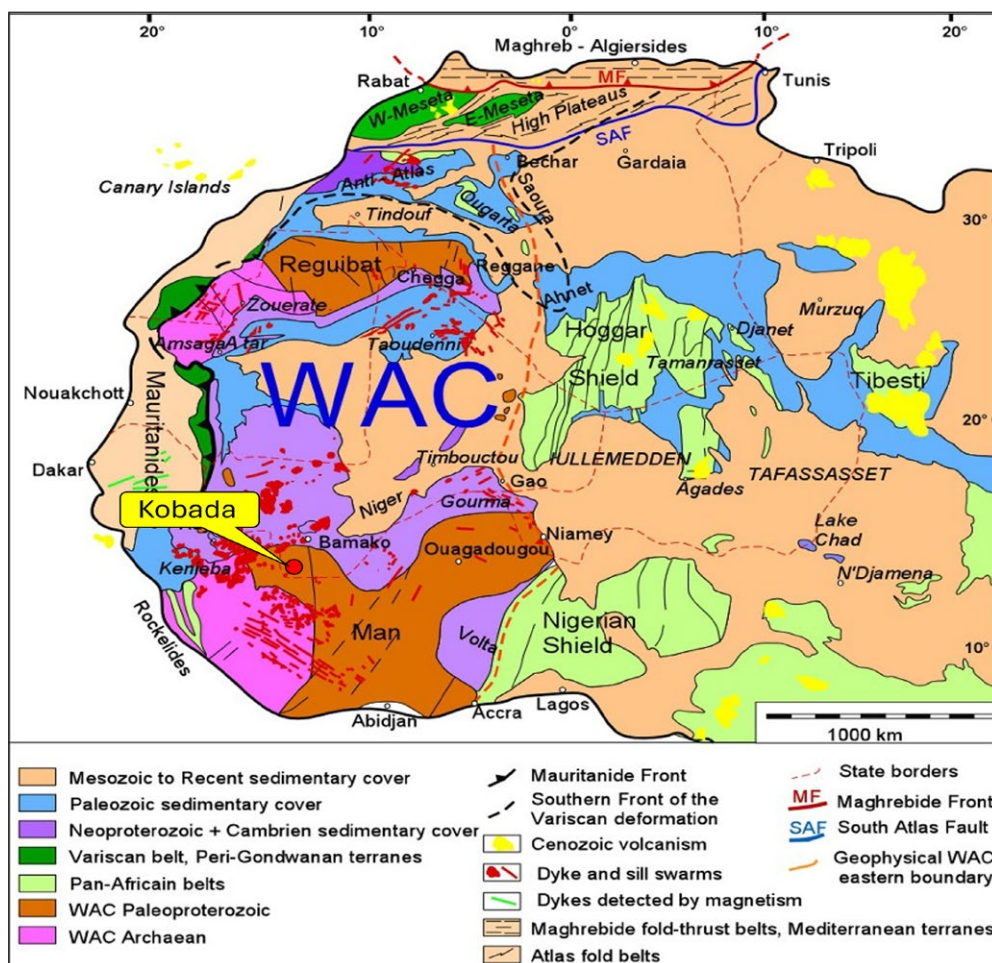 20°
10°
0°
10°
20°
Maghreb - Algiersides
Rabat
MF
Tunis
W-Meseta
E-Meseta
High Plateaus
SAF
Tripoli
Bechar
Gardaia
Canary Islands
Anti - Atlas
Saoura
Ougarta
Tindouf
30°
Reguibat
Chegga
Reggane
Ahnet
Zouerate
Murzuq
Hoggar
Shield
Djanet
AmsagaA tar
Taoudenni
Tamanrasset
Tibesti
Nouakchott
Mauritanides
WAC
20°
Timbouctou
IULLEMEDDEN
TAFASSASSET
Dakar
Gao
Agades
Niger
Gourma
Kobada
Lake
Chad
Bamako
Ouagadougou
Niamey
Kenieba
N'Djamena
Rockelides
Man
Volta
Nigerian
Shield
10°
Abidjan
Accra
Lagos
1000 km
Mesozoic to Recent sedimentary cover
Paleozoic sedimentary cover
Neoproterozoic + Cambrien sedimentary cover
Variscan belt, Peri-Gondwanan terranes
Pan-Africain belts
WAC Paleoproterozoic
WAC Archaean
Mauritanide Front
Southern Front of the
Variscan deformation
Cenozoic volcanism
Dyke and sill swarms
Dykes detected by magnetism
Maghrebide fold-thrust belts, Mediterranean terranes
Atlas fold belts
State borders
MF Maghrebide Front
SAF South Atlas Fault
Geophysical WAC
eastern boundary